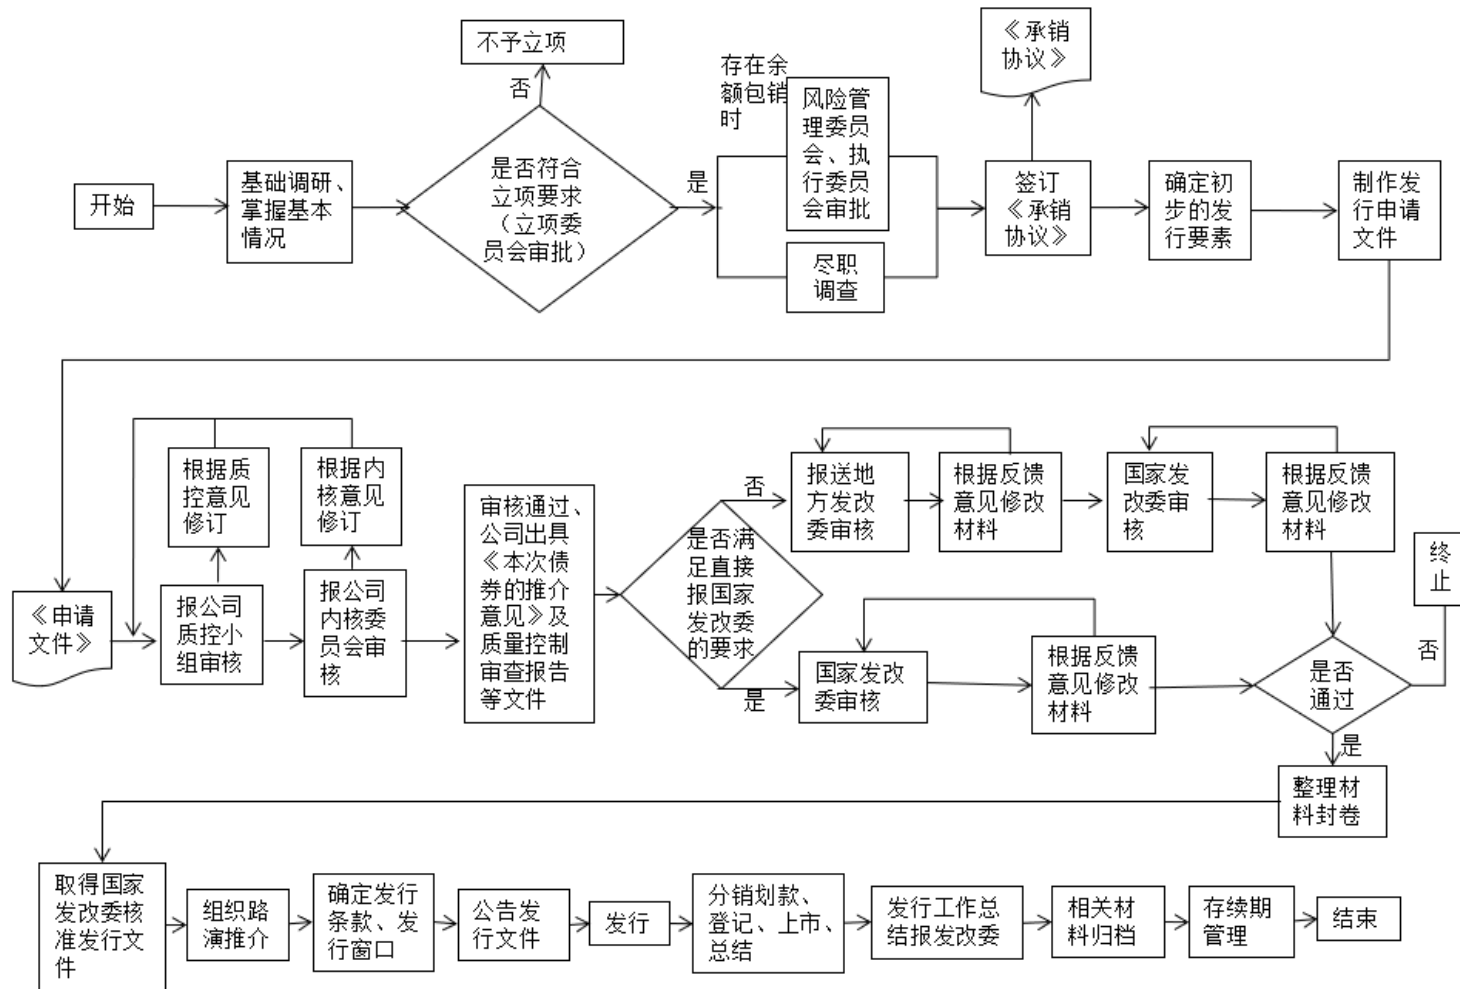 不予立项
否
存在余
额包销
时
《承销
协议》
开始
基础调研、
掌握基本
情况
是否符合
立项要求
（立项委
员会审批）
是
风险管
理委员
会、执
行委员
会审批
尽职
调查
签订
《承销
协议》
确定初
步的发
行要素
制作发
行申请
文件
《申请
文件》
根据质
控意见
修订
根据内
核意见
修订
报公司
质控小
组审核
报公司
内核委
员会审
核
审核通过、
公司出具
《本次债
券的推介
意见》及
质量控制
审查报告
等文件
是否满
足直接
报国家
发改委
的要求
否
报送地
方发改
委审核
根据反馈
意见修改
材料
国家发
改委审
核
根据反馈
意见修改
材料
是
国家发改
委审核
根据反馈
意见修改
材料
是否
通过
否
终
止
是
整理材
料封卷
取得国家
发改委核
准发行文
件
组织路
演推介
确定发行
条款、发
行窗口
公告发
行文件
发行
分销划款、
登记、上市、
总结
发行工作总
结报发改委
相关材
料归档
存续期
管理
结束